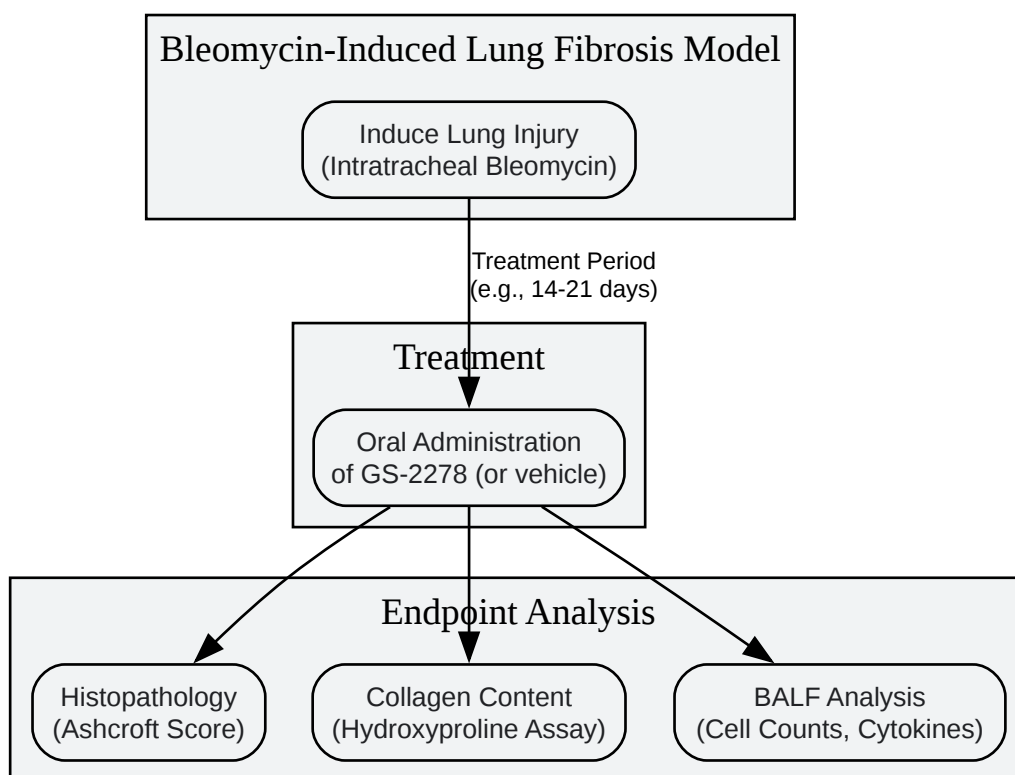 Bleomycin-Induced Lung Fibrosis Model
Induce Lung Injury
(Intratracheal Bleomycin)
Treatment Period
(e.g., 14-21 days)
Treatment
Oral Administration
of GS-2278 (or vehicle)
Endpoint Analysis
Histopathology
(Ashcroft Score)
Collagen Content
(Hydroxyproline Assay)
BALF Analysis
(Cell Counts, Cytokines)